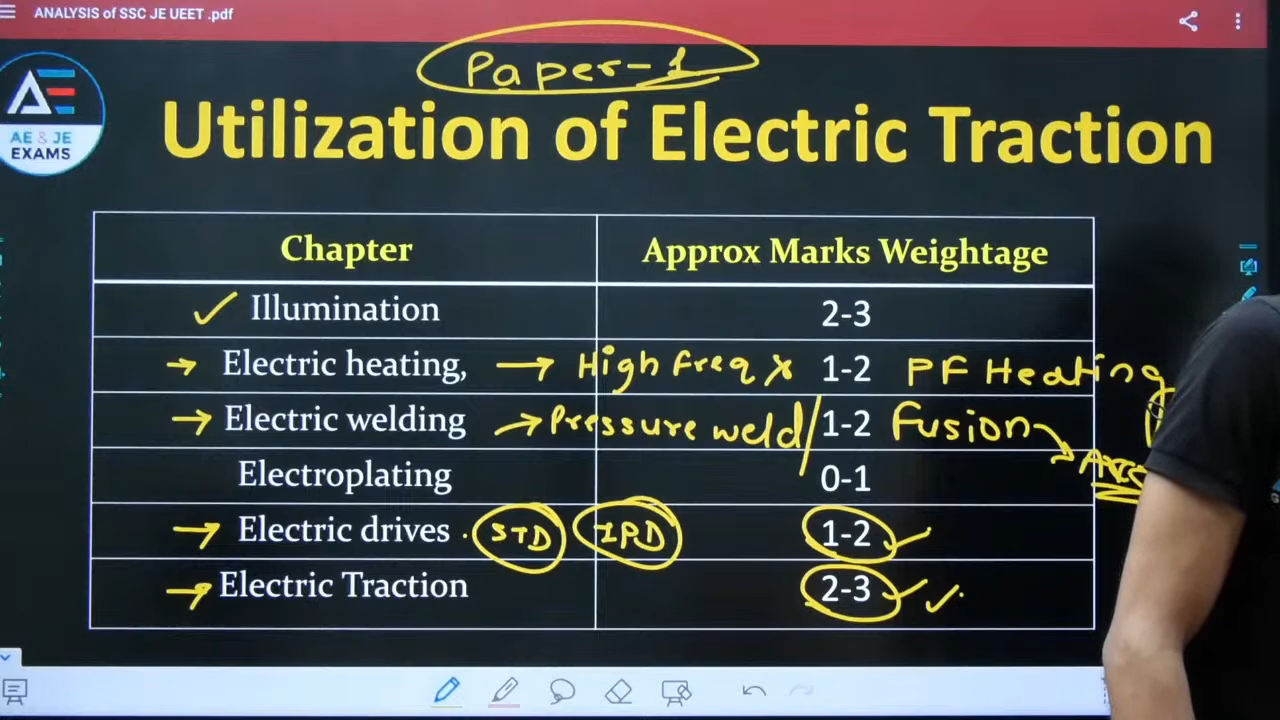 ANALYSIS of SSC JE UEET .pdf
Paper-1
AE & JE
EXAMS
Utilization of Electric Traction
Chapter Approx Marks Weightage
Illumination 2-3
Electric heating, → High Freq x 1-2 PF Heating
→ Electric welding → Pressure weld / 1-2 Fusion → Arc
Electroplating 0-1
→ Electric drives. STD IPD 1-2
→ Electric Traction 2-3